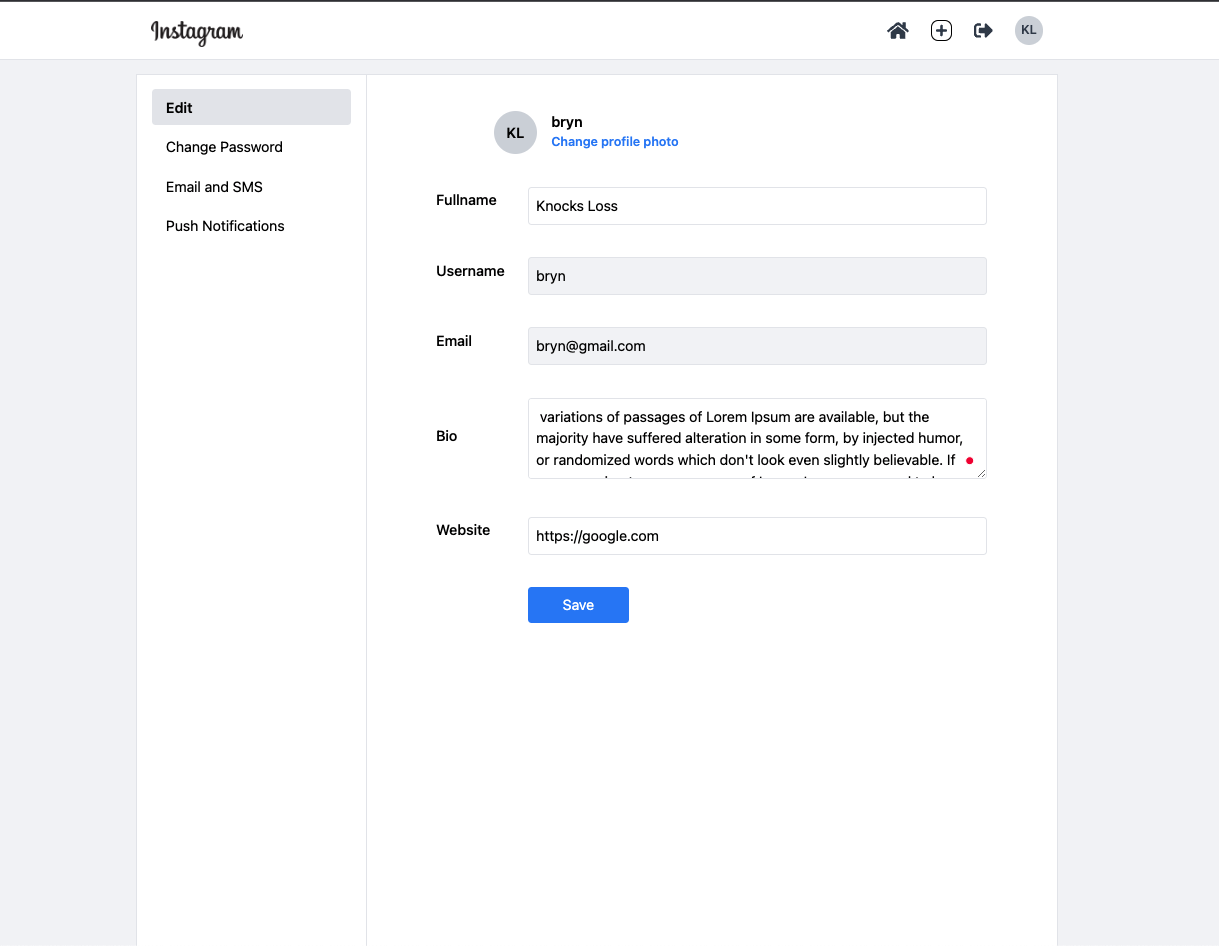 Instagram
KL
Edit
Change Password
Email and SMS
Push Notifications
KL
bryn
Change profile photo
Fullname
Knocks Loss
Username
bryn
Email
bryn@gmail.com
Bio
variations of passages of Lorem Ipsum are available, but the
majority have suffered alteration in some form, by injected humor,
or randomized words which don't look even slightly believable. If
Website
https://google.com
Save